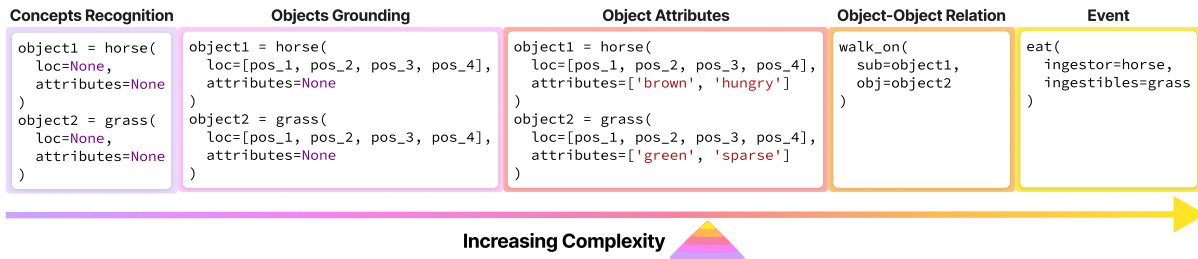 Concepts Recognition
object1 = horse(
  loc=None,
  attributes=None
)
object2 = grass(
  loc=None,
  attributes=None
)
Objects Grounding
object1 = horse(
  loc=[pos_1, pos_2, pos_3, pos_4],
  attributes=None
)
object2 = grass(
  loc=[pos_1, pos_2, pos_3, pos_4],
  attributes=None
)
Object Attributes
object1 = horse(
  loc=[pos_1, pos_2, pos_3, pos_4],
  attributes=['brown', 'hungry']
)
object2 = grass(
  loc=[pos_1, pos_2, pos_3, pos_4],
  attributes=['green', 'sparse']
)
Object-Object Relation
walk_on(
  sub=object1,
  obj=object2
)
Event
eat(
  ingestor=horse,
  ingestibles=grass
)
Increasing Complexity